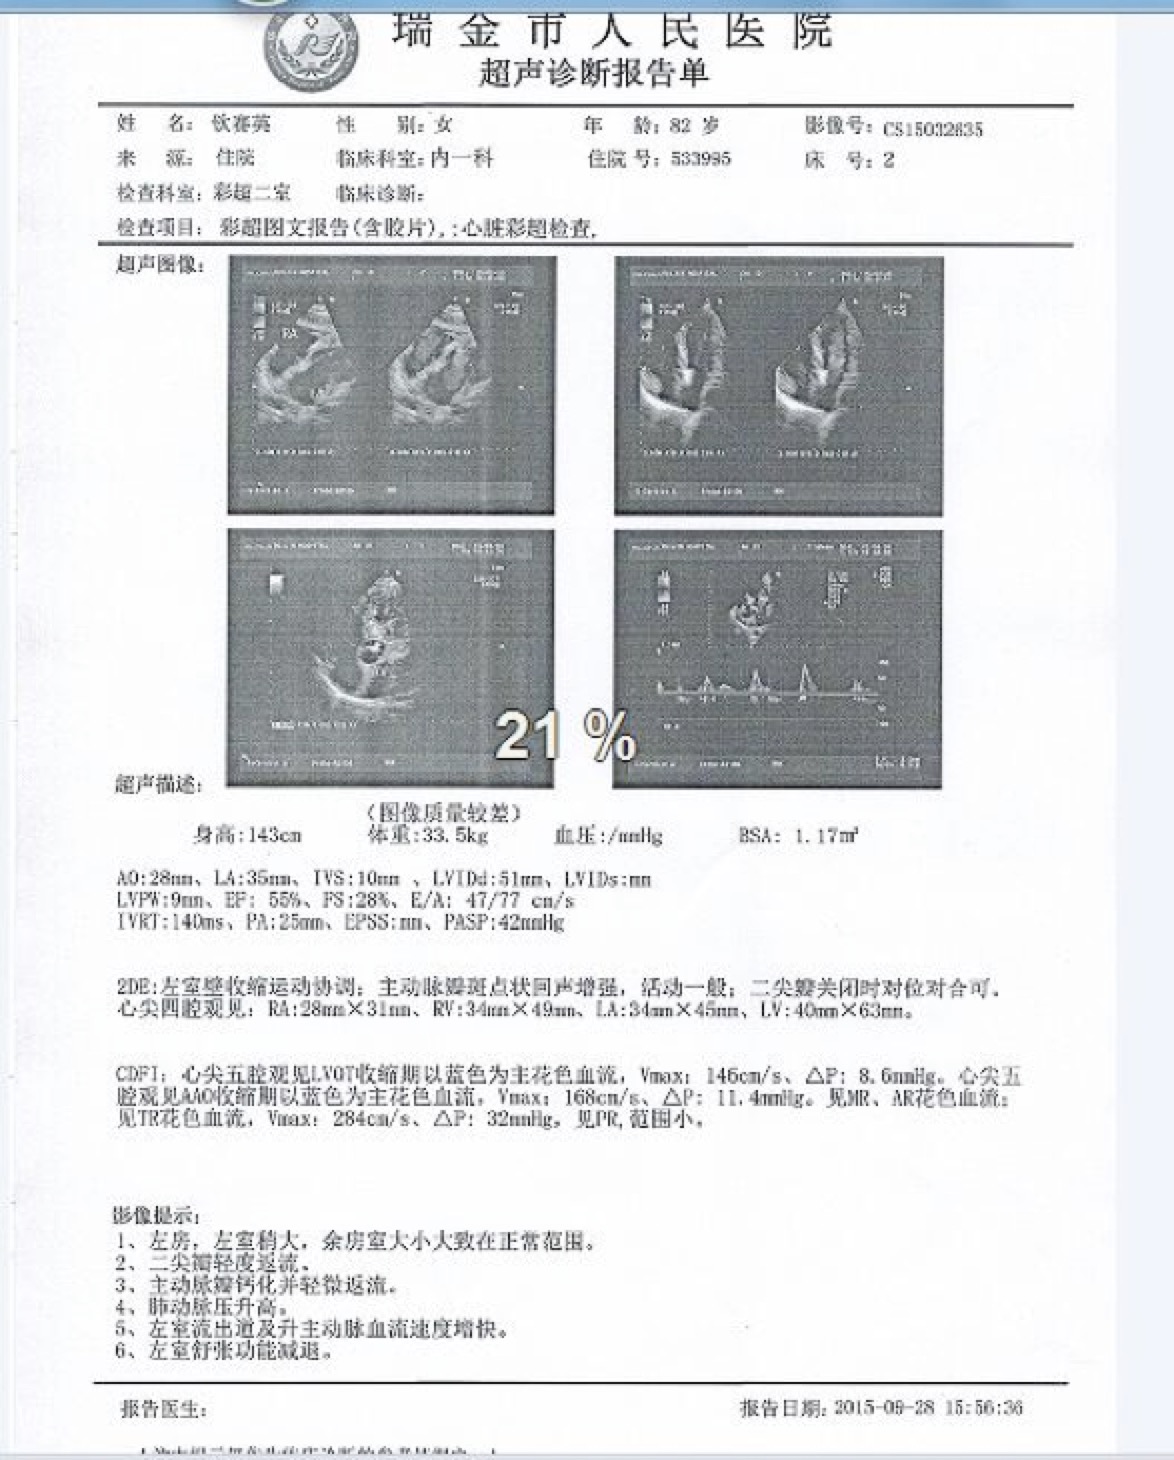 瑞金市人民医院
超声诊断报告单
姓 名: 钦赛英 性 别: 女 年 龄: 82 岁 影像号: CS15032635
来 源: 住院 临床科室: 内一科 住院号: 533995 床 号: 2
检查科室: 彩超二室 临床诊断:
检查项目: 彩超图文报告(含胶片),:心脏彩超检查,
超声图像:
RA
21 %
超声描述:
(图像质量较差)
身高:143cm 体重:33.5kg 血压:/mmHg BSA: 1.17m²
AO:28mm、LA:35mm、IVS:10mm 、LVIDd:51mm、LVIDs:mm
LVPW:9mm、EF: 55%、FS:28%、E/A: 47/77 cm/s
IVRT:140ms、PA:25mm、EPSS:mm、PASP:42mmHg
2DE:左室壁收缩运动协调; 主动脉瓣斑点状回声增强, 活动一般; 二尖瓣关闭时对位对合可。
心尖四腔观见: RA:28mm×31mm、RV:34mm×49mm、LA:34mm×45mm、LV:40mm×63mm。
CDFI: 心尖五腔观见LVOT收缩期以蓝色为主花色血流, Vmax: 146cm/s、△P: 8.6mmHg。心尖五
腔观见AAO收缩期以蓝色为主花色血流, Vmax: 168cm/s、△P: 11.4mmHg。见MR、AR花色血流;
见TR花色血流, Vmax: 284cm/s、△P: 32mmHg。见PR,范围小。
影像提示:
1、左房, 左室稍大, 余房室大小大致在正常范围。
2、二尖瓣轻度返流。
3、主动脉瓣钙化并轻微返流。
4、肺动脉压升高。
5、左室流出道及升主动脉血流速度增快。
6、左室舒张功能减退。
报告医生: 报告日期: 2015-09-28 15:56:36